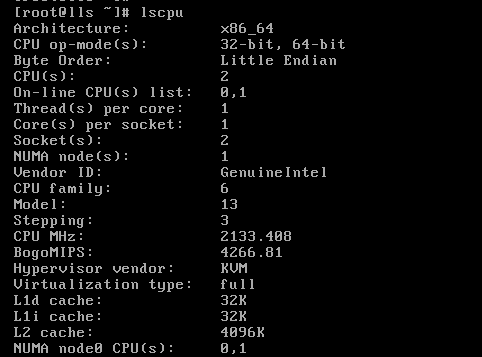 [root@lls ~]# lscpu
Architecture:          x86_64
CPU op-mode(s):        32-bit, 64-bit
Byte Order:            Little Endian
CPU(s):                2
On-line CPU(s) list:   0,1
Thread(s) per core:    1
Core(s) per socket:    1
Socket(s):             2
NUMA node(s):          1
Vendor ID:             GenuineIntel
CPU family:            6
Model:                 13
Stepping:              3
CPU MHz:               2133.408
BogoMIPS:              4266.81
Hypervisor vendor:     KVM
Virtualization type:   full
L1d cache:             32K
L1i cache:             32K
L2 cache:              4096K
NUMA node0 CPU(s):     0,1